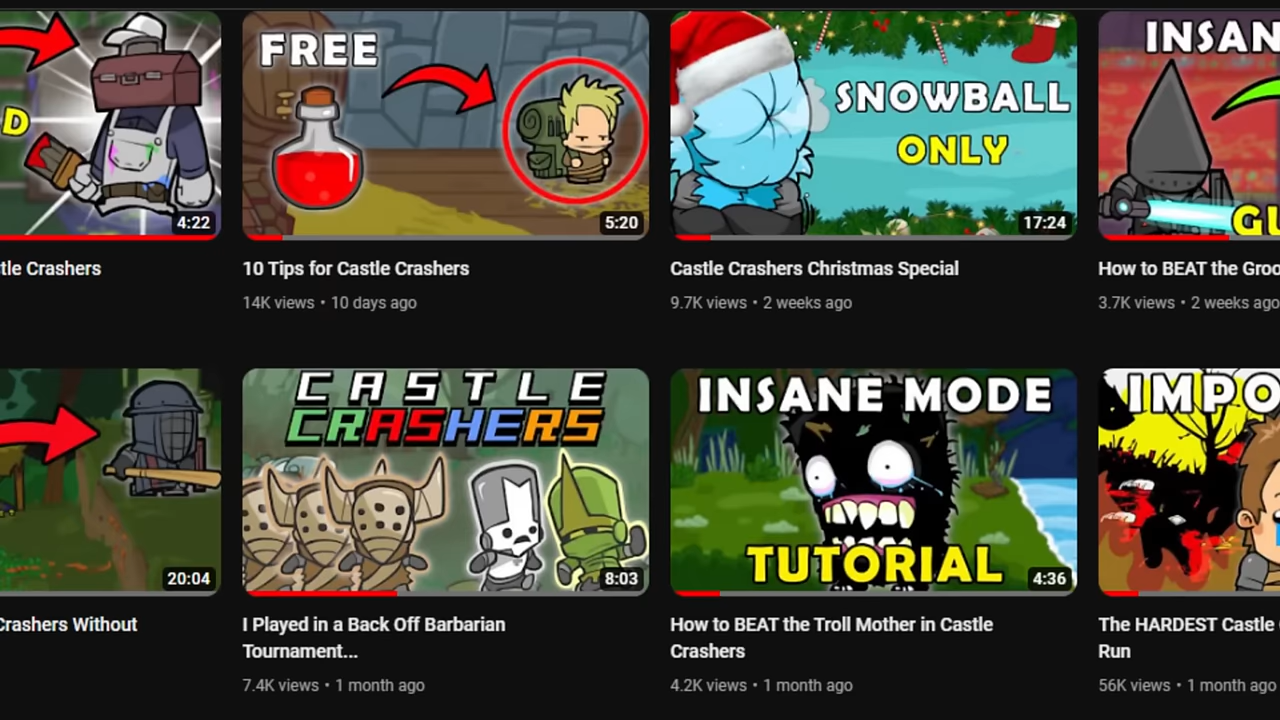 D
4:22
FREE
5:20
SNOWBALL
ONLY
17:24
INSAN
GL
tle Crashers
10 Tips for Castle Crashers
14K views • 10 days ago
Castle Crashers Christmas Special
9.7K views • 2 weeks ago
How to BEAT the Groo
3.7K views • 2 weeks ago
20:04
CASTLE
CRASHERS
8:03
INSANE MODE
TUTORIAL
4:36
IMPO
Crashers Without
I Played in a Back Off Barbarian
Tournament...
7.4K views • 1 month ago
How to BEAT the Troll Mother in Castle
Crashers
4.2K views • 1 month ago
The HARDEST Castle
Run
56K views • 1 month ago